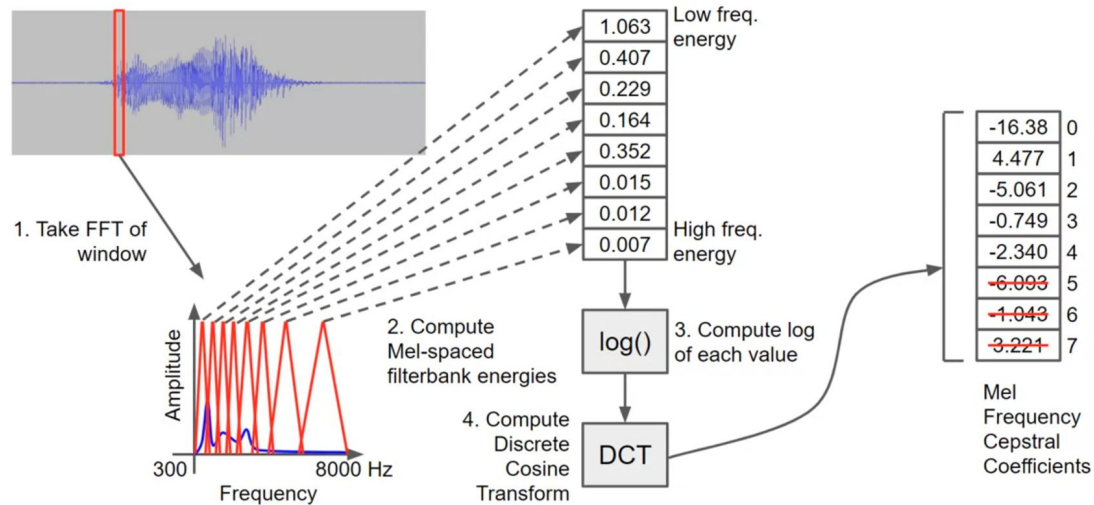 1. Take FFT of
window
Amplitude
300
8000 Hz
Frequency
2. Compute
Mel-spaced
filterbank energies
1.063
0.407
0.229
0.164
0.352
0.015
0.012
0.007
Low freq.
energy
High freq.
energy
log()
3. Compute log
of each value
4. Compute
Discrete
Cosine
Transform
DCT
-16.38 0
4.477 1
-5.061 2
-0.749 3
-2.340 4
-6.093 5
-1.043 6
3.221 7
Mel
Frequency
Cepstral
Coefficients